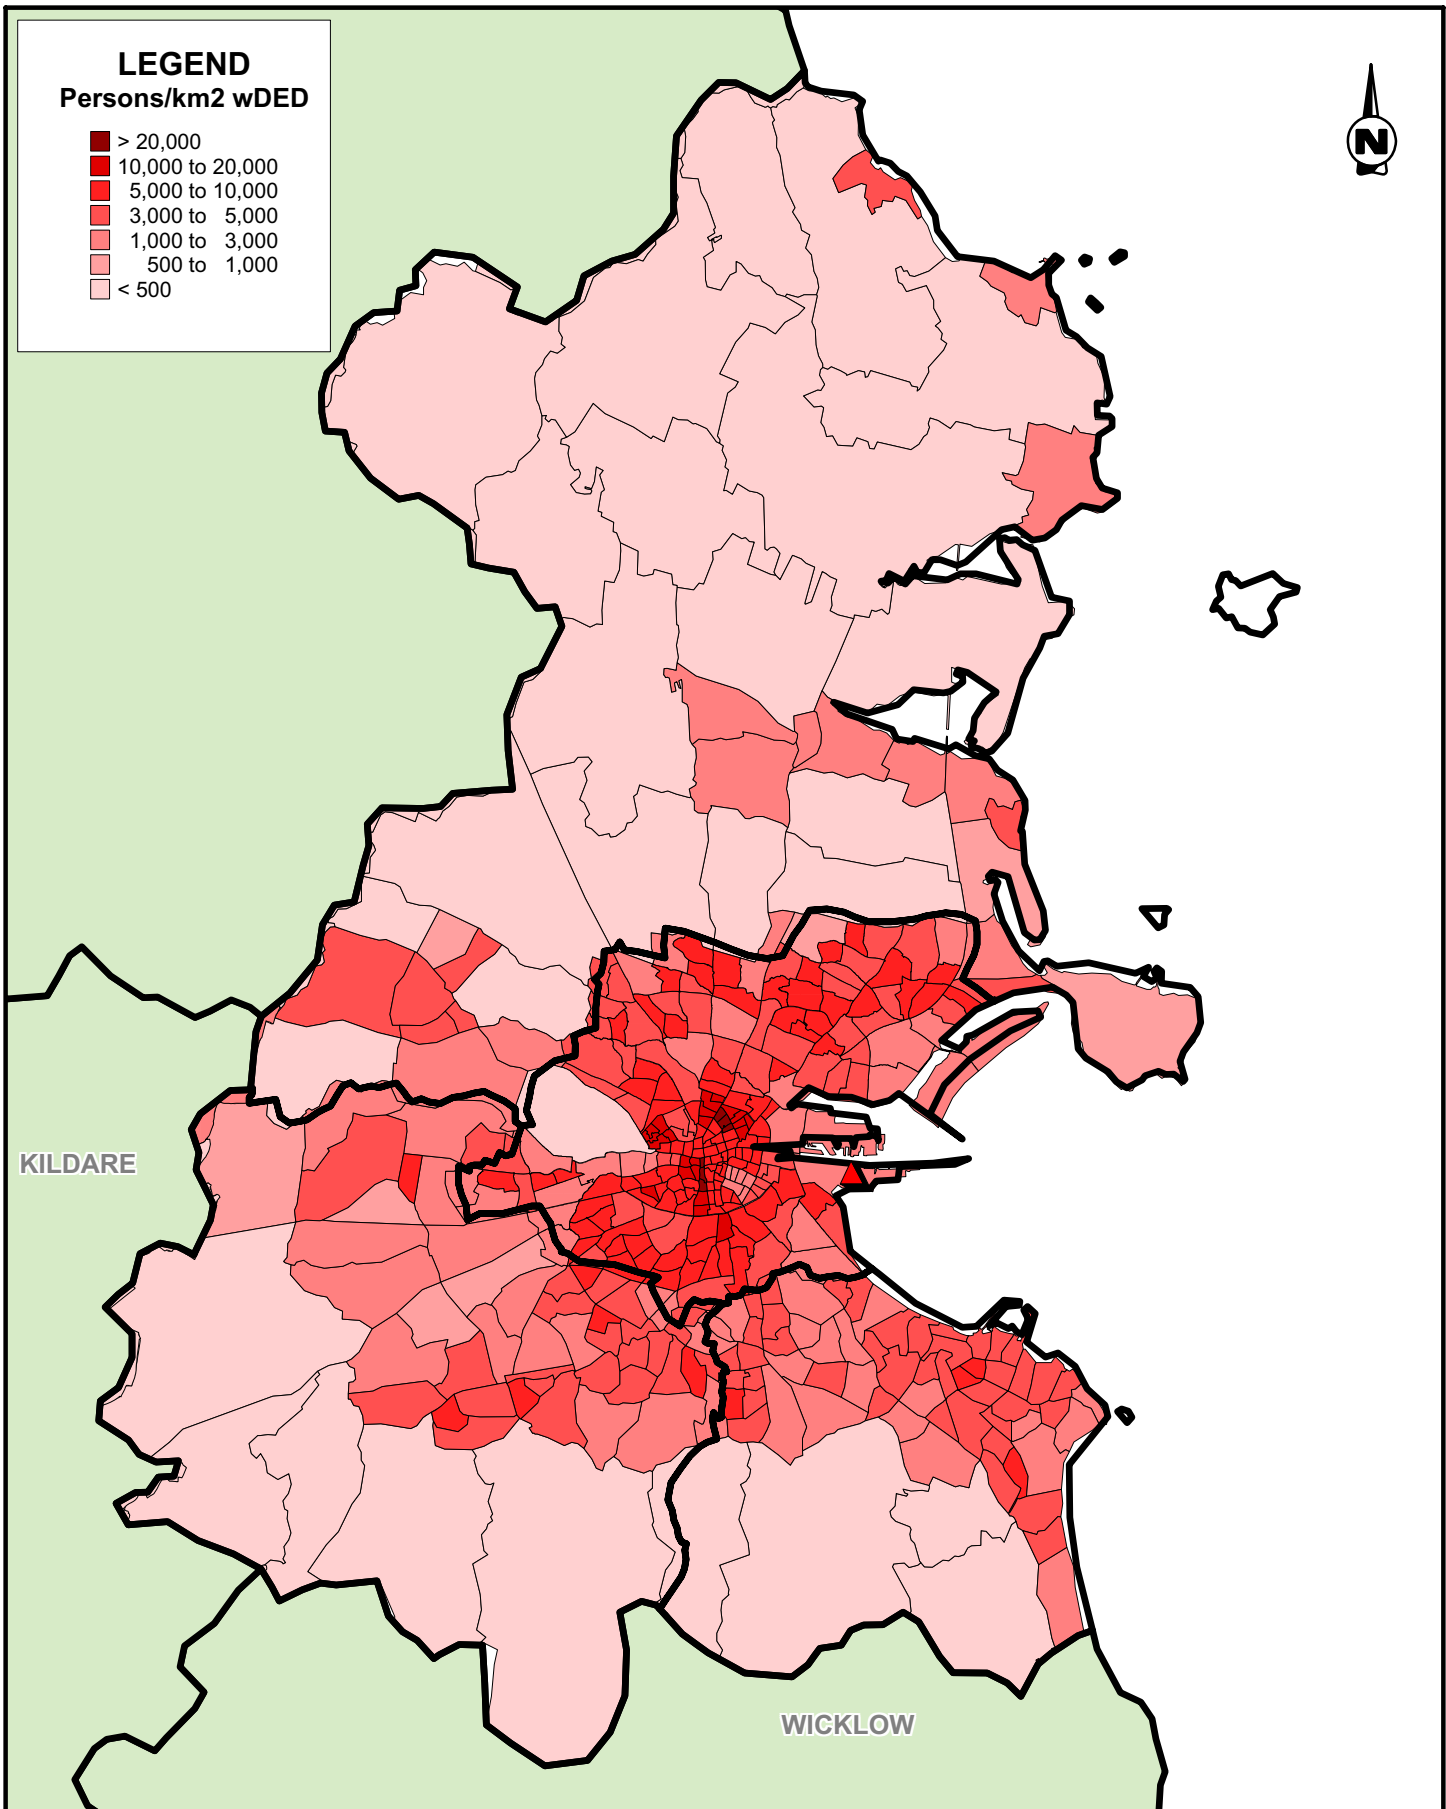 LEGEND
Persons/km2 wDED
> 20,000
10,000 to 20,000
5,000 to 10,000
3,000 to 5,000
1,000 to 3,000
500 to 1,000
< 500
N
KILDARE
WICKLOW